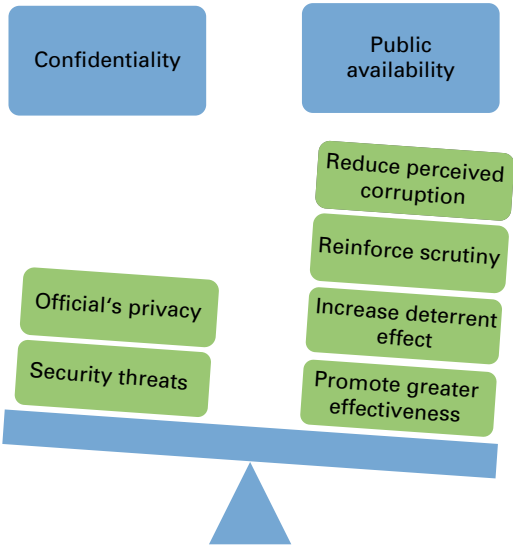 Confidentiality
Public
availability
Reduce perceived
corruption
Reinforce scrutiny
Increase deterrent
effect
Promote greater
effectiveness
Official‘s privacy
Security threats